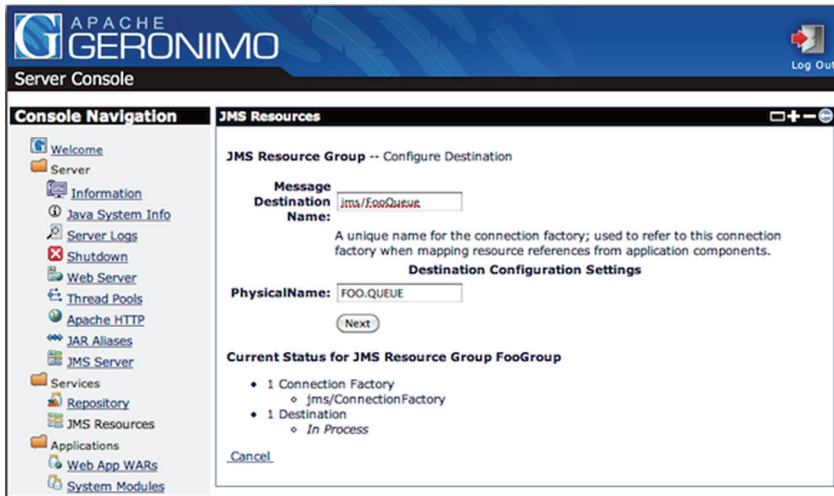 APACHE
GERONIMO
Log Out
Server Console
Console Navigation
Welcome
Server
Information
Java System Info
Server Logs
Shutdown
Web Server
Thread Pools
Apache HTTP
JAR Aliases
JMS Server
Services
Repository
JMS Resources
Applications
Web App WARs
System Modules
JMS Resources
JMS Resource Group -- Configure Destination
Message
Destination
Name:
jms/FooQueue
A unique name for the connection factory; used to refer to this connection
factory when mapping resource references from application components.
Destination Configuration Settings
PhysicalName: FOO.QUEUE
Next
Current Status for JMS Resource Group FooGroup
• 1 Connection Factory
◦ jms/ConnectionFactory
• 1 Destination
◦ In Process
Cancel